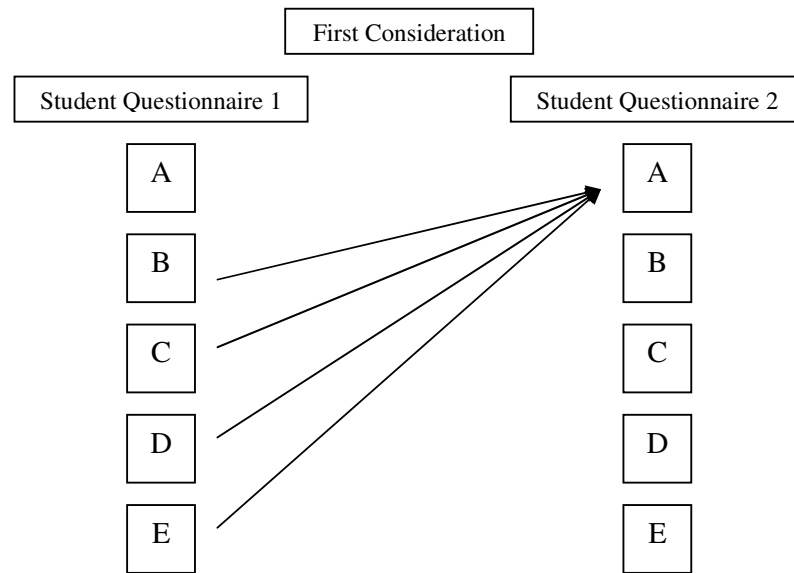 First Consideration
Student Questionnaire 1
Student Questionnaire 2
A
A
B
B
C
C
D
D
E
E